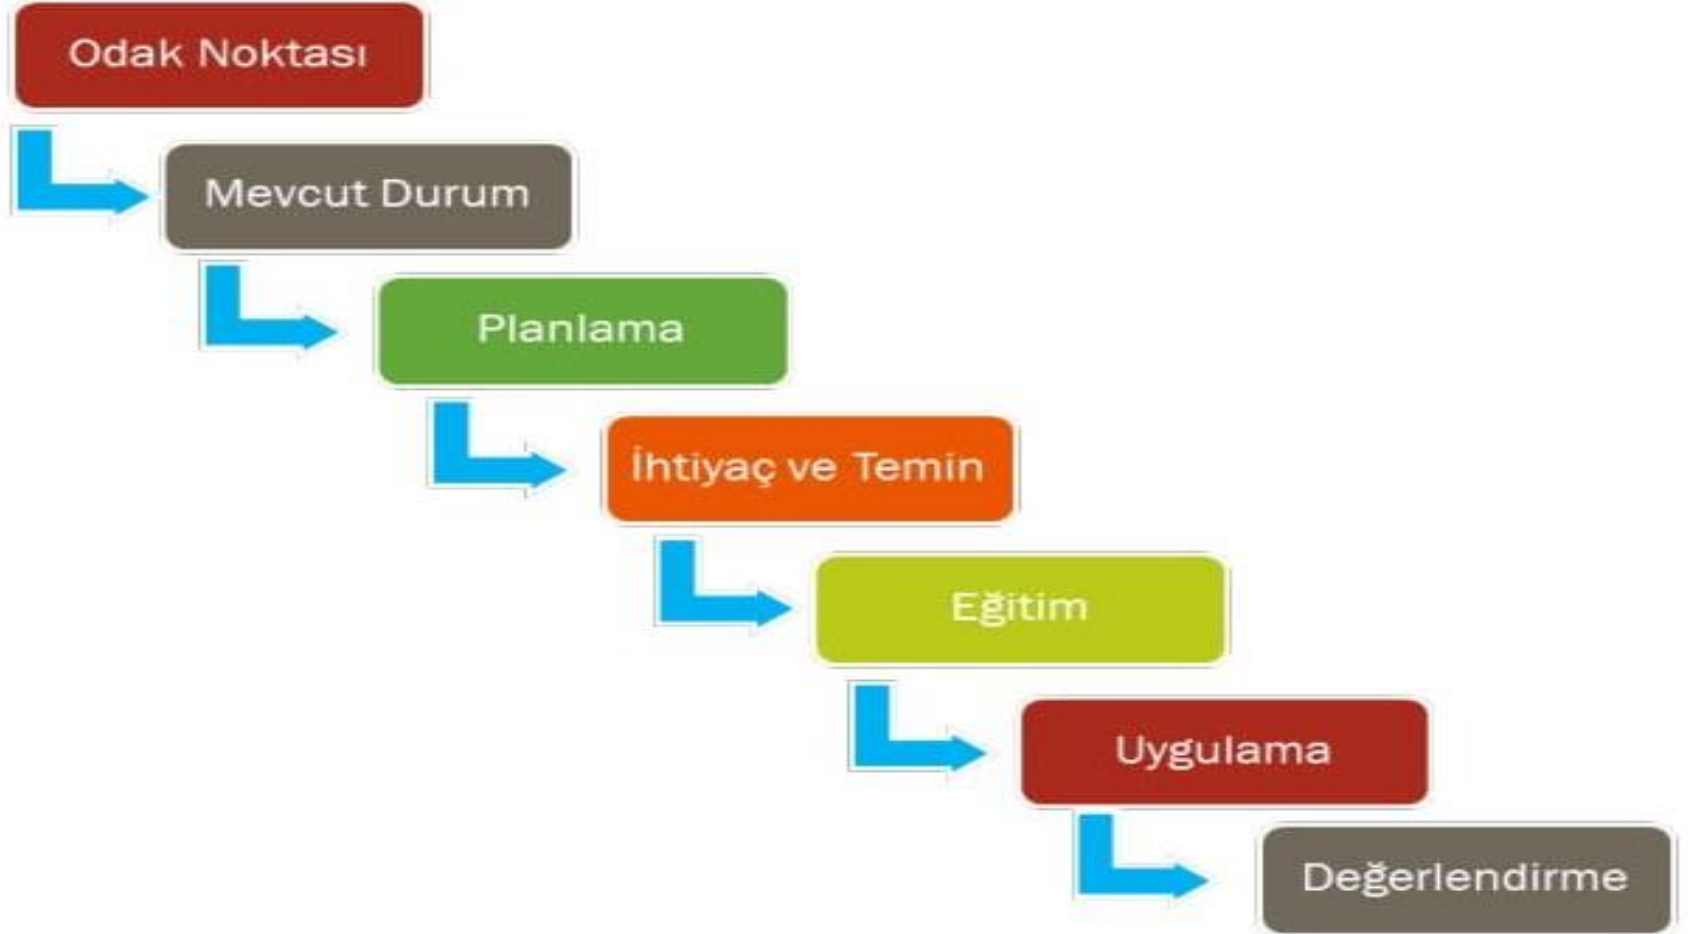 Odak Noktası
Mevcut Durum
Planlama
İhtiyaç ve Temin
Eğitim
Uygulama
Değerlendirme